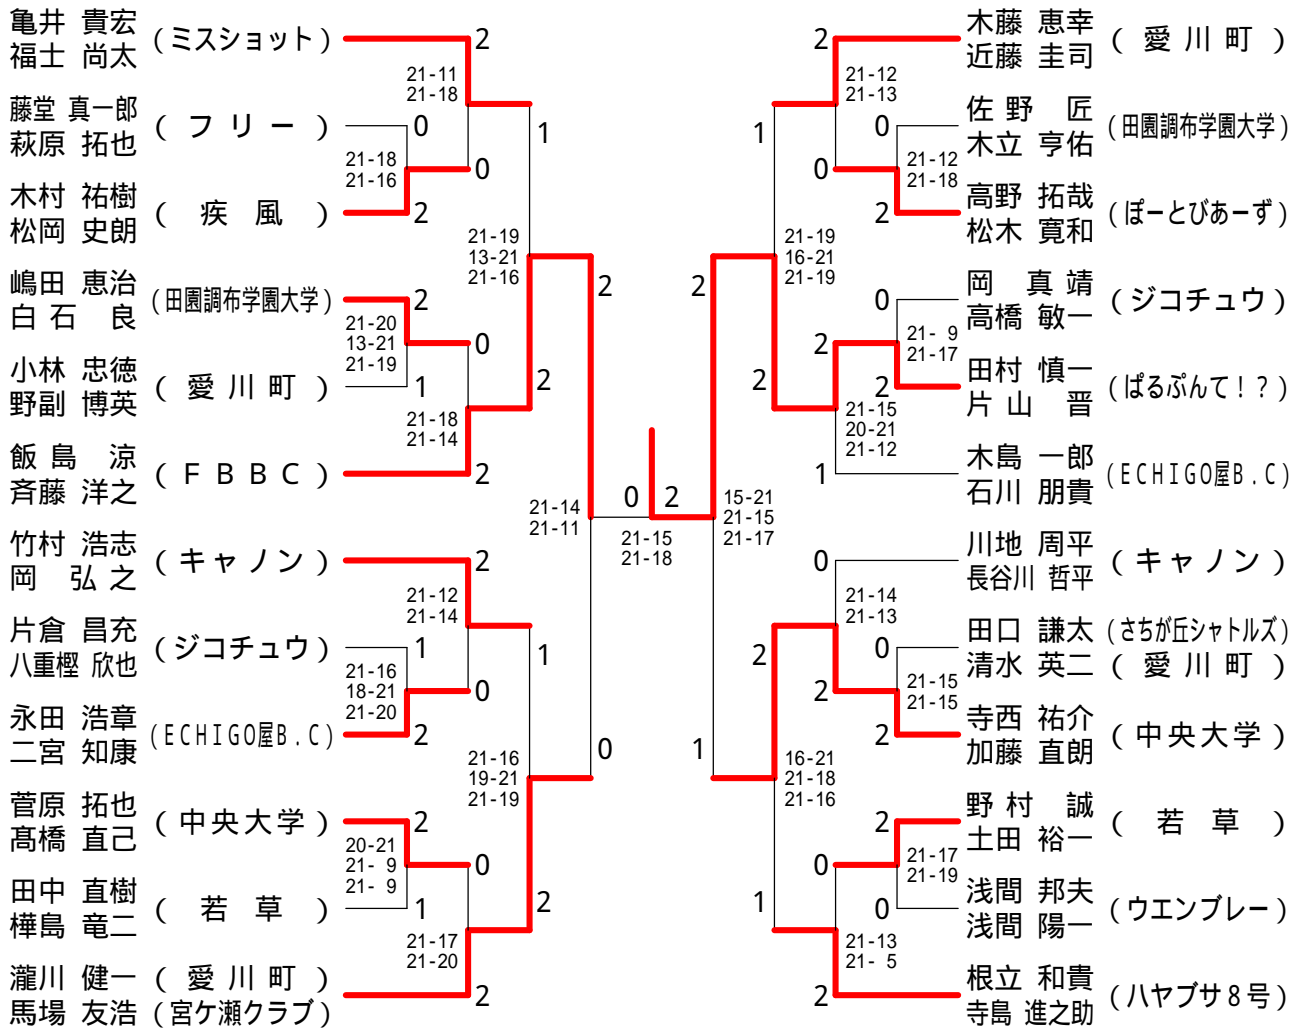 亀井 貴宏
福士 尚太
(ミスショット)
2
21-11
21-18
藤堂 真一郎
萩原 拓也
(フリー)
0
21-18
21-16
0
1
木村 祐樹
松岡 史朗
(疾風)
2
21-19
13-21
21-16
嶋田 恵治
白石 良
(田園調布学園大学)
2
21-20
13-21
21-19
0
2
小林 忠徳
野副 博英
(愛川町)
1
21-18
21-14
2
飯島 涼
斉藤 洋之
(FBBC)
2
21-14
21-11
竹村 浩志
岡 弘之
(キャノン)
2
21-12
21-14
片倉 昌充
八重樫 欣也
(ジコチュウ)
1
21-16
18-21
21-20
0
1
永田 浩章
二宮 知康
(ECHIGO屋B.C)
2
21-16
19-21
21-19
0
菅原 拓也
髙橋 直己
(中央大学)
2
20-21
21- 9
21- 9
0
田中 直樹
樺島 竜二
(若草)
1
21-17
21-20
2
瀧川 健一 (愛川町)
馬場 友浩 (宮ケ瀬クラブ)
2
0 2
21-15
21-18
2
木藤 恵幸
近藤 圭司
(愛川町)
21-12
21-13
1
0
佐野 匠
木立 亨佑
(田園調布学園大学)
0
21-12
21-18
2
高野 拓哉
松木 寛和
(ぽーとびあーず)
21-19
16-21
21-19
2
0
岡 真靖
高橋 敏一
(ジコチュウ)
21- 9
21-17
2
2
2
田村 慎一
片山 晋
(ぱるぷんて!?)
21-15
20-21
21-12
1
木島 一郎
石川 朋貴
(ECHIGO屋B.C)
15-21
21-15
21-17
0
川地 周平
長谷川 哲平
(キャノン)
21-14
21-13
0
田口 謙太 (さちが丘シャトルズ)
清水 英二 (愛川町)
21-15
21-15
2
2
2
寺西 祐介
加藤 直朗
(中央大学)
1
16-21
21-18
21-16
2
野村 誠
土田 裕一
(若草)
21-17
21-19
0
0
浅間 邦夫
浅間 陽一
(ウエンブレー)
1
21-13
21- 5
2
根立 和貴
寺島 進之助
(ハヤブサ8号)